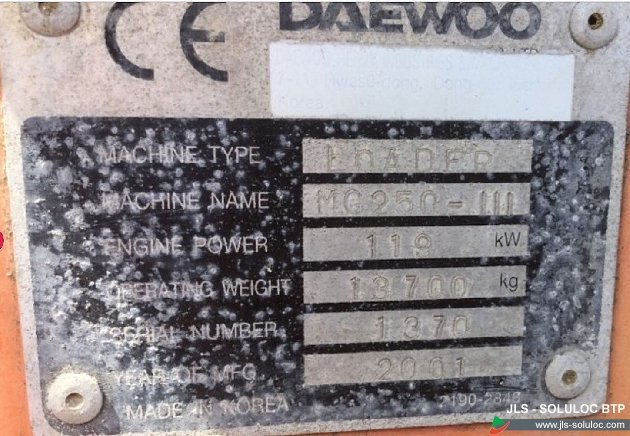 CE DAEWOO
MACHINE TYPE LOADER
MACHINE NAME MG250-III
ENGINE POWER 119 kW
OPERATING WEIGHT 13700 kg
SERIAL NUMBER 1370
YEAR OF MFG 2001
MADE IN KOREA 2190-2848
JLS - SOLULOC BTP
www.jls-soluloc.com